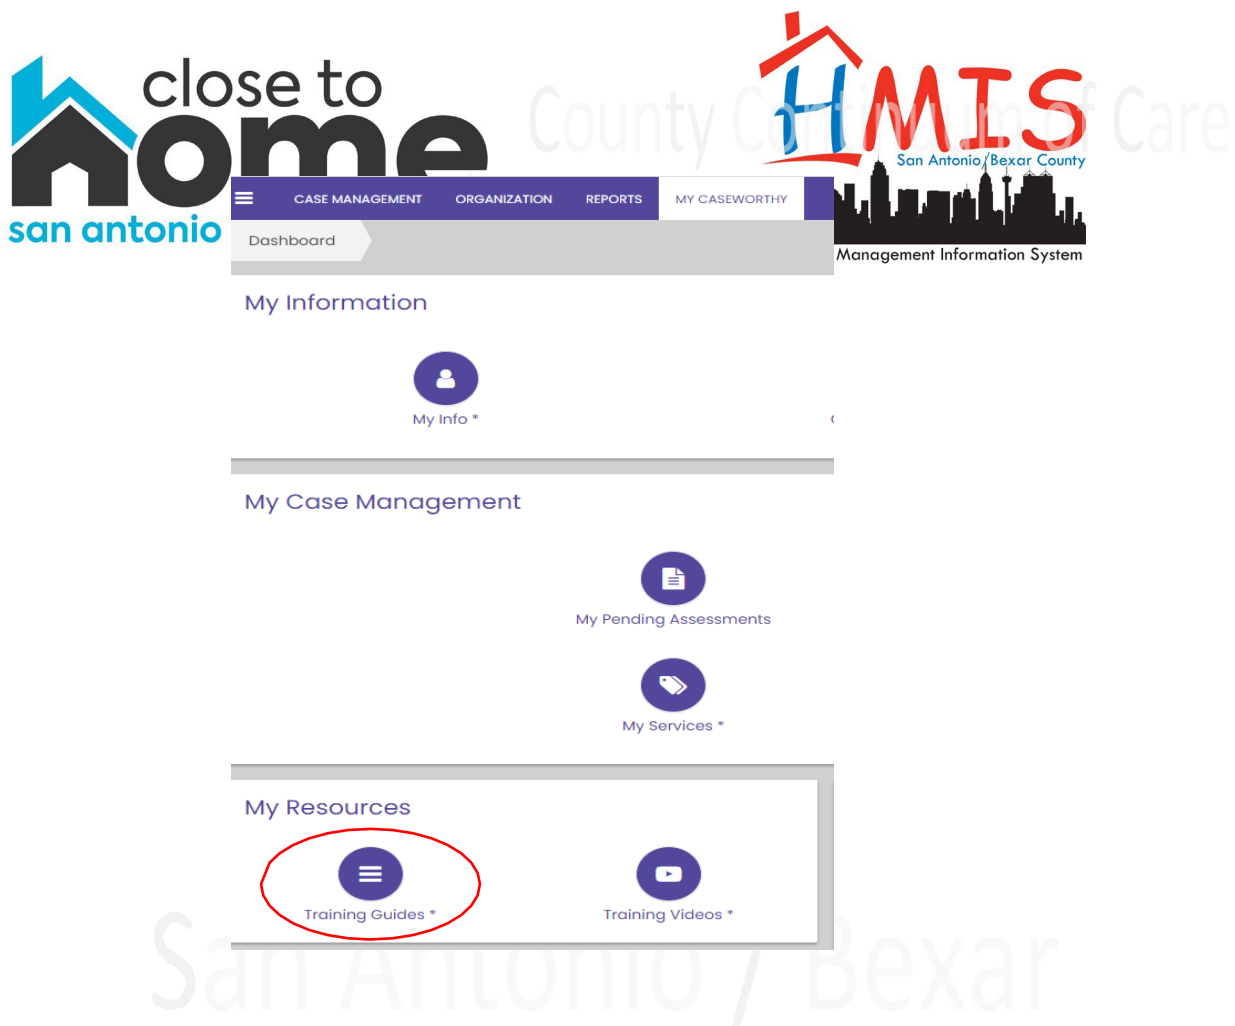 close to
home
san antonio
HMIS
San Antonio/Bexar County
Management Information System
County Continuum of Care
CASE MANAGEMENT ORGANIZATION REPORTS MY CASEWORTHY
Dashboard
My Information
My Info *
My Case Management
My Pending Assessments
My Services *
My Resources
Training Guides * Training Videos *
San Antonio / Bexar